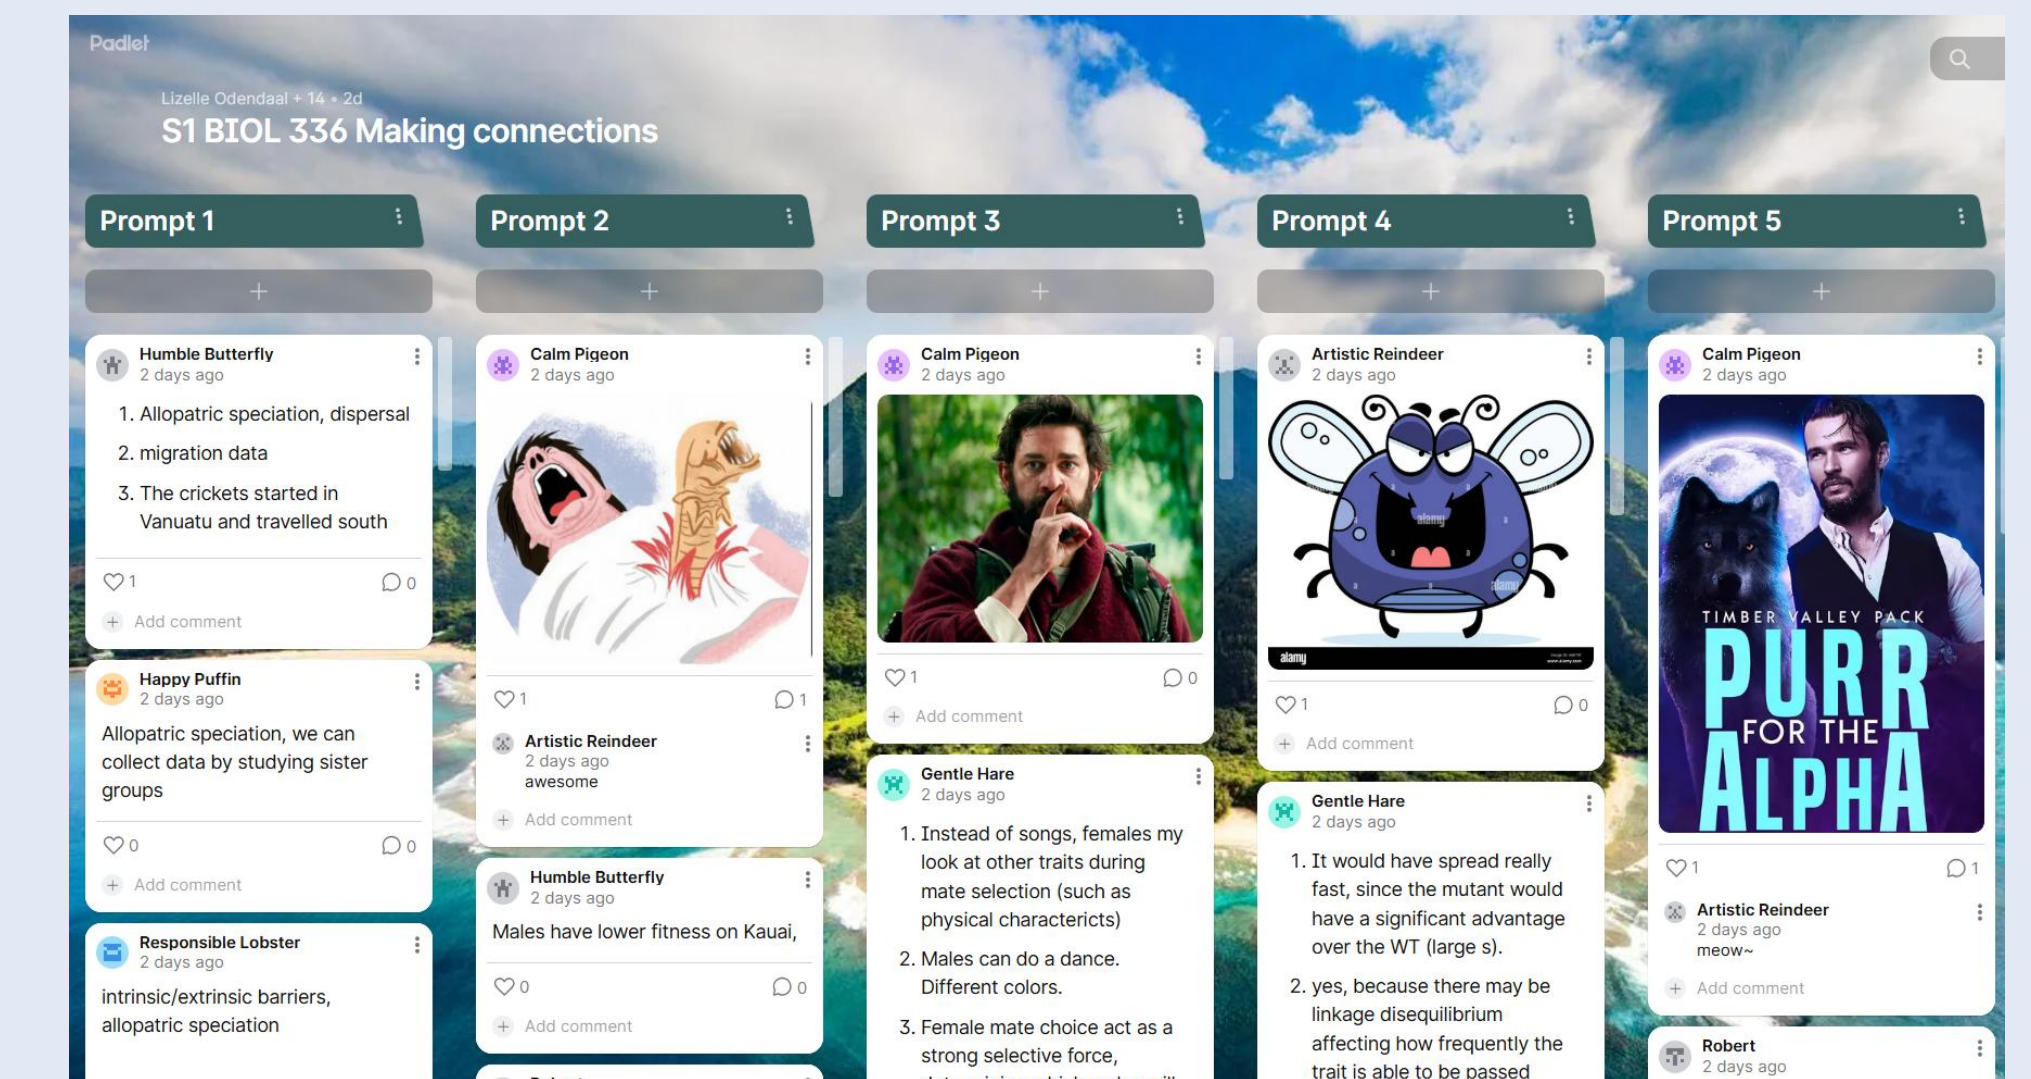 Padlet
Lizelle Odendaal + 14 • 2d
S1 BIOL 336 Making connections
Prompt 1
Humble Butterfly
2 days ago
1. Allopatric speciation, dispersal
2. migration data
3. The crickets started in
Vanuatu and travelled south
1
0
Add comment
Happy Puffin
2 days ago
Allopatric speciation, we can
collect data by studying sister
groups
0
0
Add comment
Responsible Lobster
2 days ago
intrinsic/extrinsic barriers,
allopatric speciation
Prompt 2
Calm Pigeon
2 days ago
1
1
Artistic Reindeer
2 days ago
awesome
Add comment
Humble Butterfly
2 days ago
Males have lower fitness on Kauai,
0
0
Add comment
Prompt 3
Calm Pigeon
2 days ago
1
0
Add comment
Gentle Hare
2 days ago
1. Instead of songs, females my
look at other traits during
mate selection (such as
physical charactericts)
2. Males can do a dance.
Different colors.
3. Female mate choice act as a
strong selective force,
Prompt 4
Artistic Reindeer
2 days ago
alamy
alamy
alamy
1
0
Add comment
Gentle Hare
2 days ago
1. It would have spread really
fast, since the mutant would
have a significant advantage
over the WT (large s).
2. yes, because there may be
linkage disequilibrium
affecting how frequently the
trait is able to be passed
Prompt 5
Calm Pigeon
2 days ago
TIMBER VALLEY PACK
PURR
FOR THE
ALPHA
1
1
Artistic Reindeer
2 days ago
meow~
Add comment
Robert
2 days ago